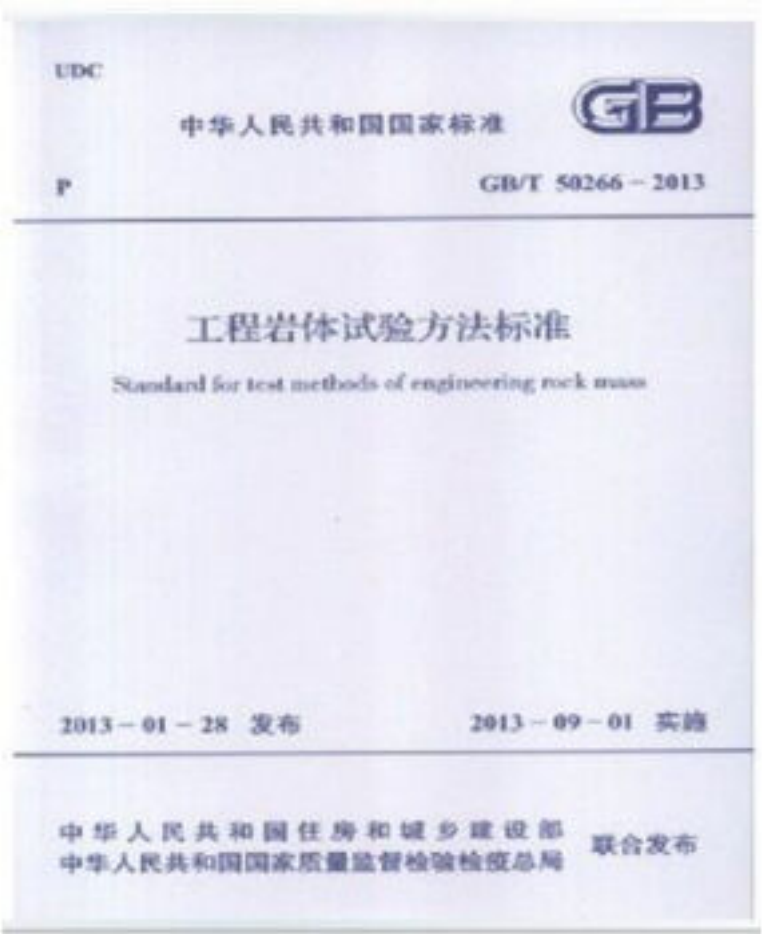 UDC
GB
中华人民共和国国家标准
P
GB/T 50266－2013
工程岩体试验方法标准
Standard for test methods of engineering rock mass
2013－01－28 发布
2013－09－01 实施
中华人民共和国住房和城乡建设部
中华人民共和国国家质量监督检验检疫总局
联合发布